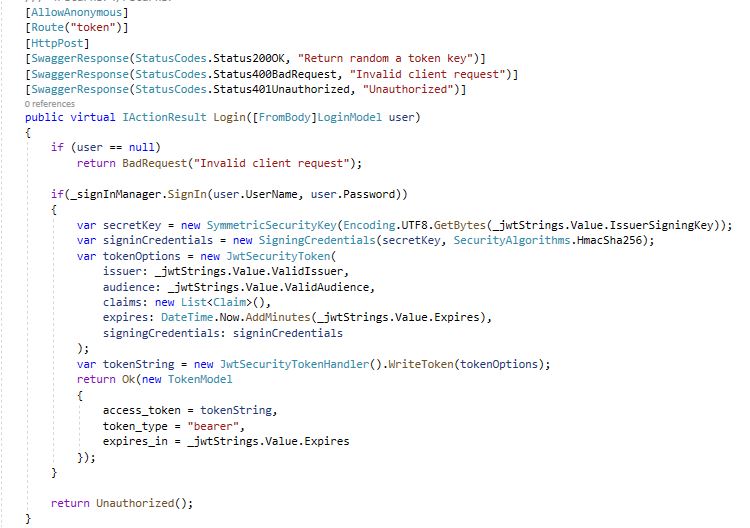 [AllowAnonymous]
[Route("token")]
[HttpPost]
[SwaggerResponse(StatusCodes.Status200OK, "Return random a token key")]
[SwaggerResponse(StatusCodes.Status400BadRequest, "Invalid client request")]
[SwaggerResponse(StatusCodes.Status401Unauthorized, "Unauthorized")]
0 references
public virtual IActionResult Login([FromBody]LoginModel user)
{
    if (user == null)
        return BadRequest("Invalid client request");

    if(_signInManager.SignIn(user.UserName, user.Password))
    {
        var secretKey = new SymmetricSecurityKey(Encoding.UTF8.GetBytes(_jwtStrings.Value.IssuerSigningKey));
        var signinCredentials = new SigningCredentials(secretKey, SecurityAlgorithms.HmacSha256);
        var tokenOptions = new JwtSecurityToken(
            issuer: _jwtStrings.Value.ValidIssuer,
            audience: _jwtStrings.Value.ValidAudience,
            claims: new List<Claim>(),
            expires: DateTime.Now.AddMinutes(_jwtStrings.Value.Expires),
            signingCredentials: signinCredentials
        );
        var tokenString = new JwtSecurityTokenHandler().WriteToken(tokenOptions);
        return Ok(new TokenModel
        {
            access_token = tokenString,
            token_type = "bearer",
            expires_in = _jwtStrings.Value.Expires
        });
    }

    return Unauthorized();
}